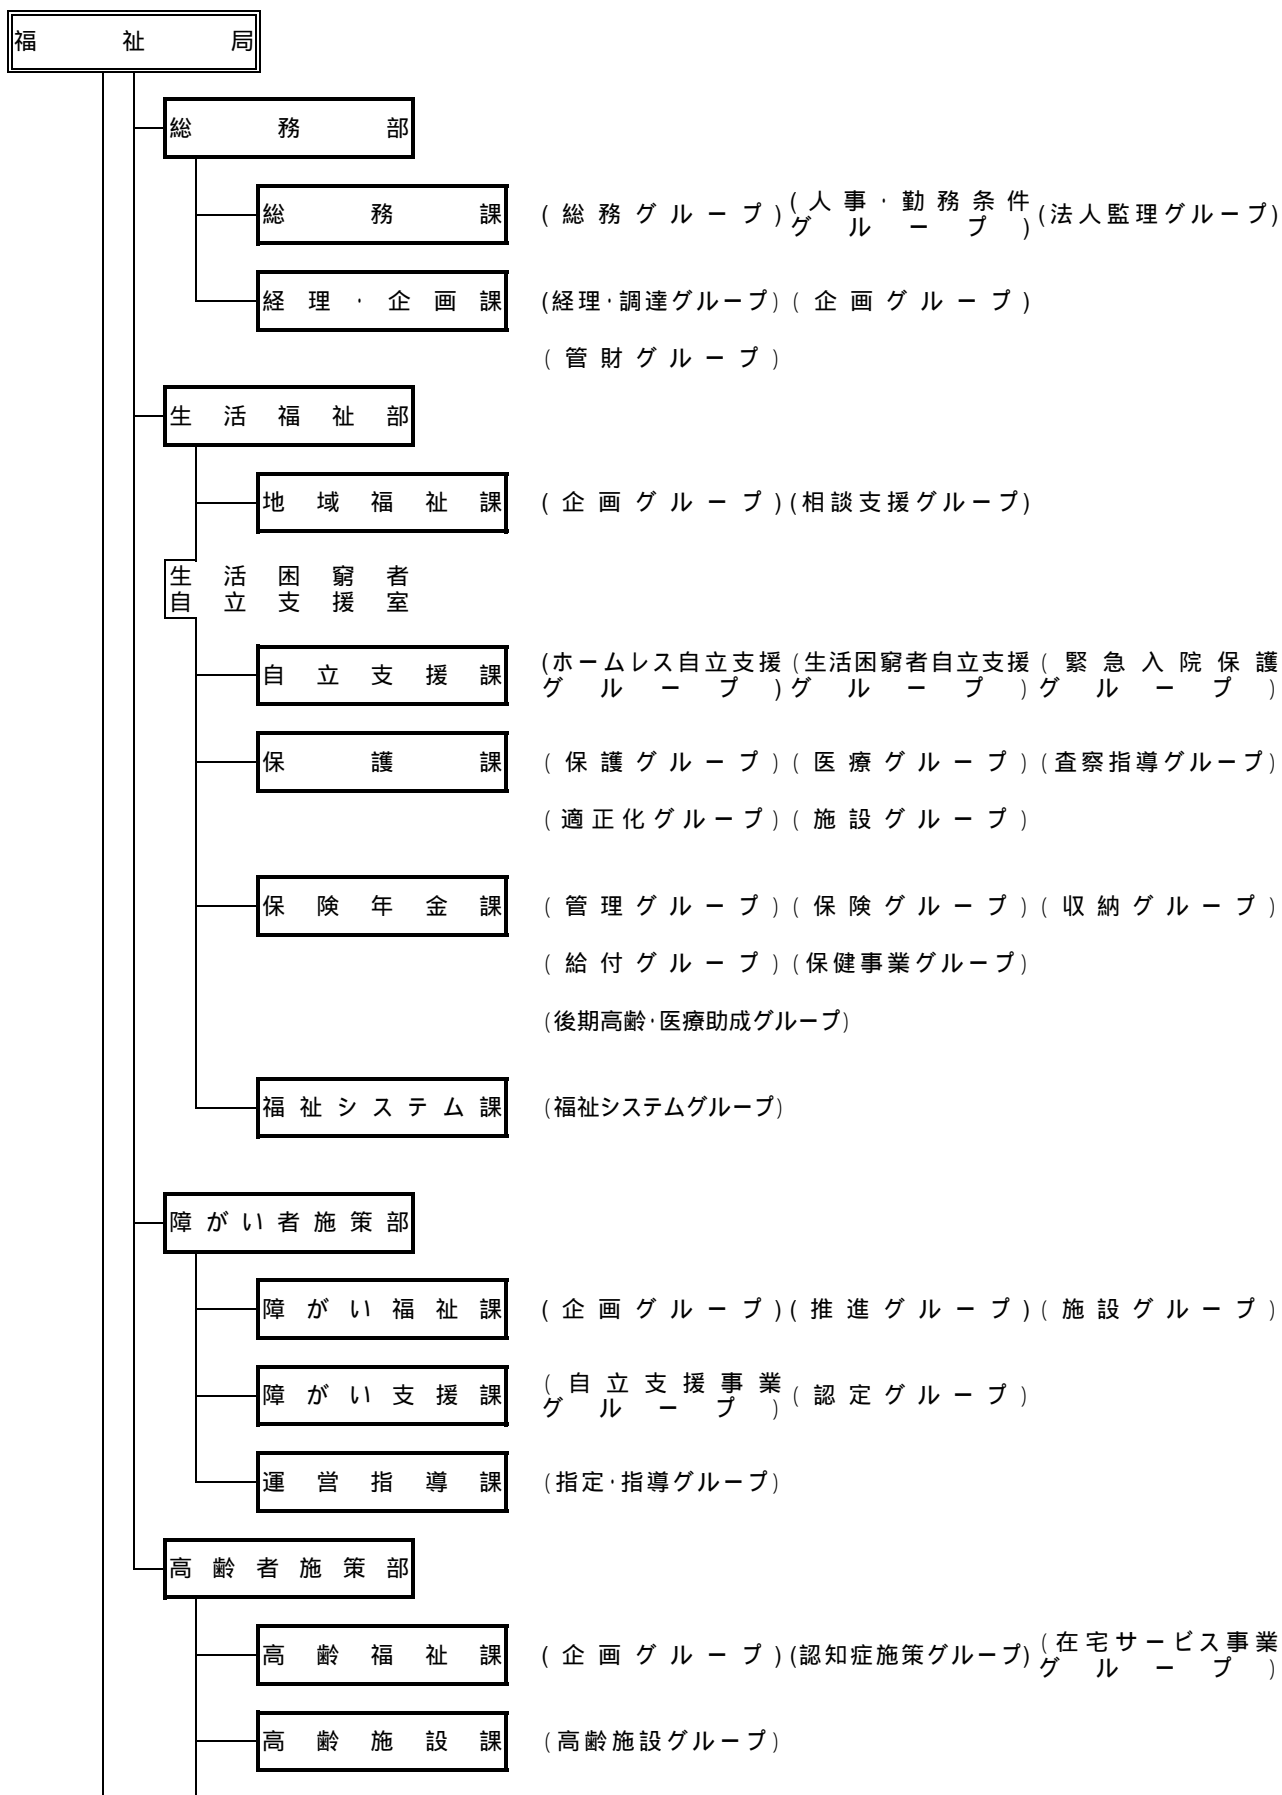 福祉局
総務部
総務課 (総務グループ) (人事・勤務条件グループ) (法人監理グループ)
経理・企画課 (経理・調達グループ) (企画グループ)
(管財グループ)
生活福祉部
地域福祉課 (企画グループ) (相談支援グループ)
生活困窮者
自立支援室
自立支援課 (ホームレス自立支援グループ) (生活困窮者自立支援グループ) (緊急入院保護グループ)
保護課 (保護グループ) (医療グループ) (査察指導グループ)
(適正化グループ) (施設グループ)
保険年金課 (管理グループ) (保険グループ) (収納グループ)
(給付グループ) (保健事業グループ)
(後期高齢・医療助成グループ)
福祉システム課 (福祉システムグループ)
障がい者施策部
障がい福祉課 (企画グループ) (推進グループ) (施設グループ)
障がい支援課 (自立支援事業グループ) (認定グループ)
運営指導課 (指定・指導グループ)
高齢者施策部
高齢福祉課 (企画グループ) (認知症施策グループ) (在宅サービス事業グループ)
高齢施設課 (高齢施設グループ)